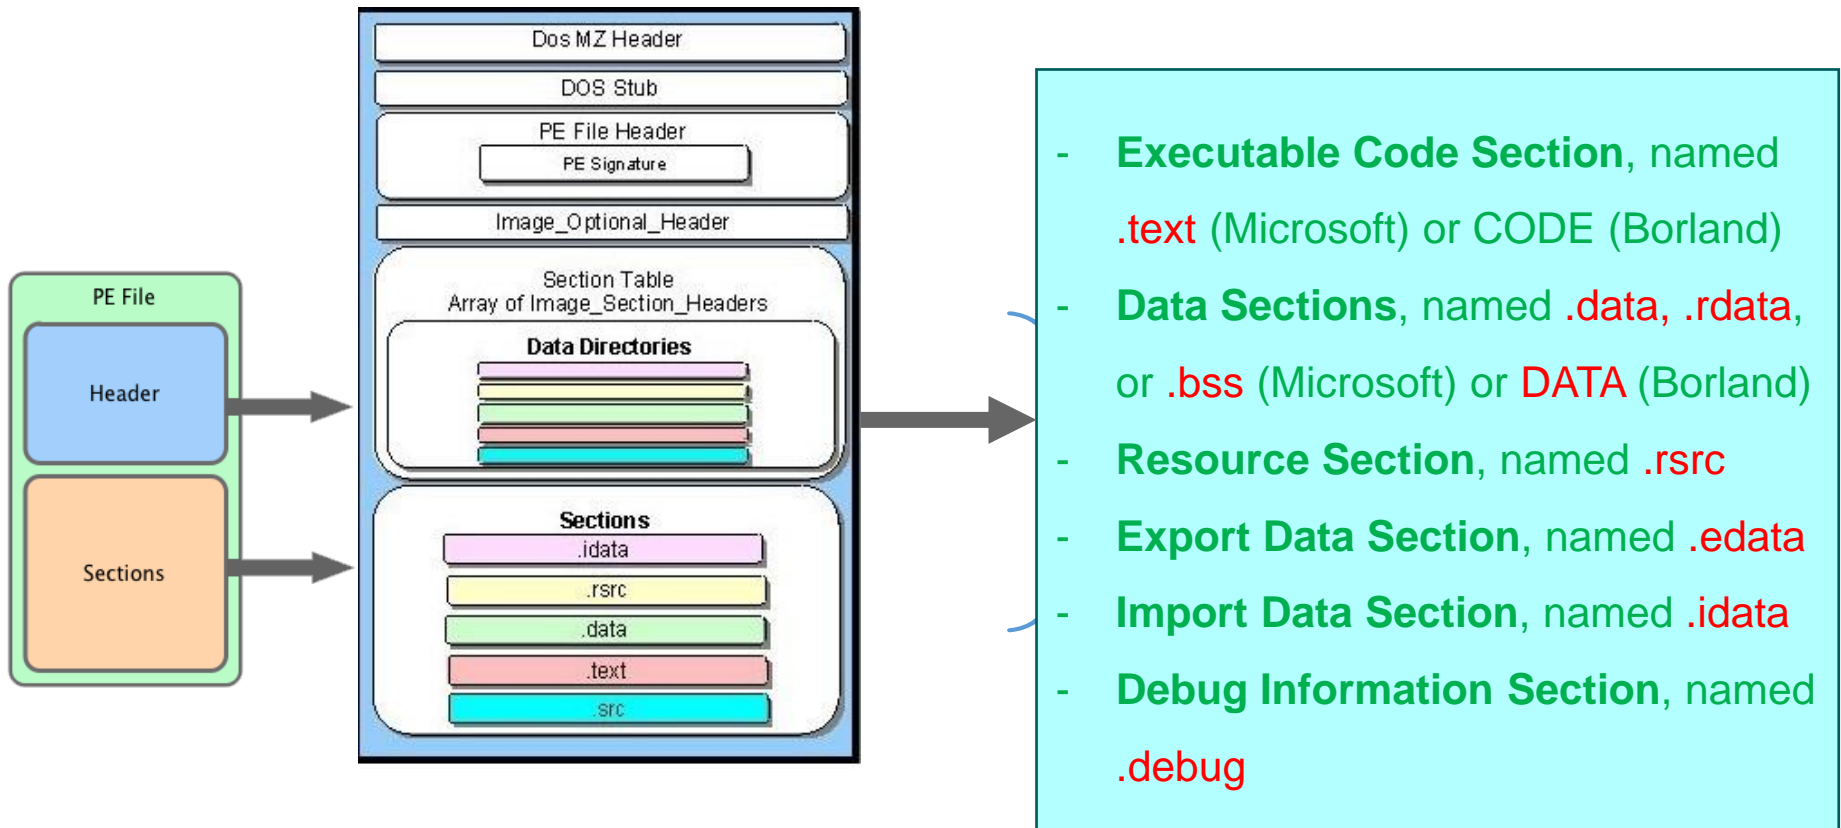 PE File
Header
Sections
Dos MZ Header
DOS Stub
PE File Header
PE Signature
Image_Optional_Header
Section Table
Array of Image_Section_Headers
Data Directories
Sections
.idata
.rsrc
.data
.text
.src
- Executable Code Section, named
.text (Microsoft) or CODE (Borland)
- Data Sections, named .data, .rdata,
or .bss (Microsoft) or DATA (Borland)
- Resource Section, named .rsrc
- Export Data Section, named .edata
- Import Data Section, named .idata
- Debug Information Section, named
.debug